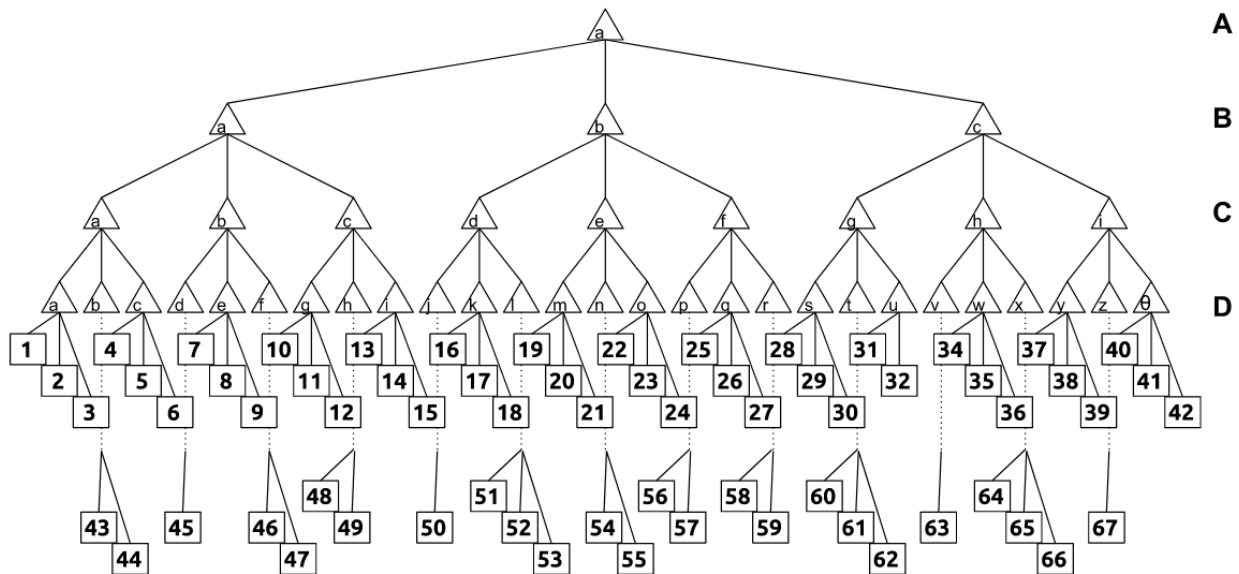 a A
a b c B
a b c d e f g h i C
a b c d e f g h i j k l m n o p q r s t u v w x y z θ D
1 4 7 10 13 16 19 22 25 28 31 34 37 40
2 5 8 11 14 17 20 23 26 29 32 35 38 41
3 6 9 12 15 18 21 24 27 30 36 39 42
48 51 56 58 60 64
43 45 46 49 50 52 54 57 59 61 63 65 67
44 47 53 55 62 66